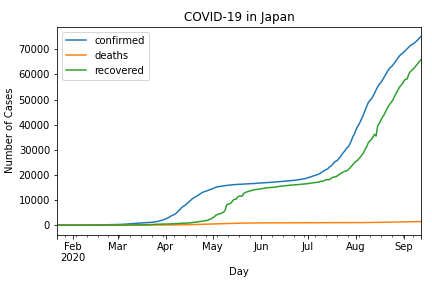 COVID-19 in Japan
confirmed
deaths
recovered
70000
60000
50000
40000
30000
20000
10000
0
Number of Cases
Feb
2020
Mar
Apr
May
Jun
Jul
Aug
Sep
Day